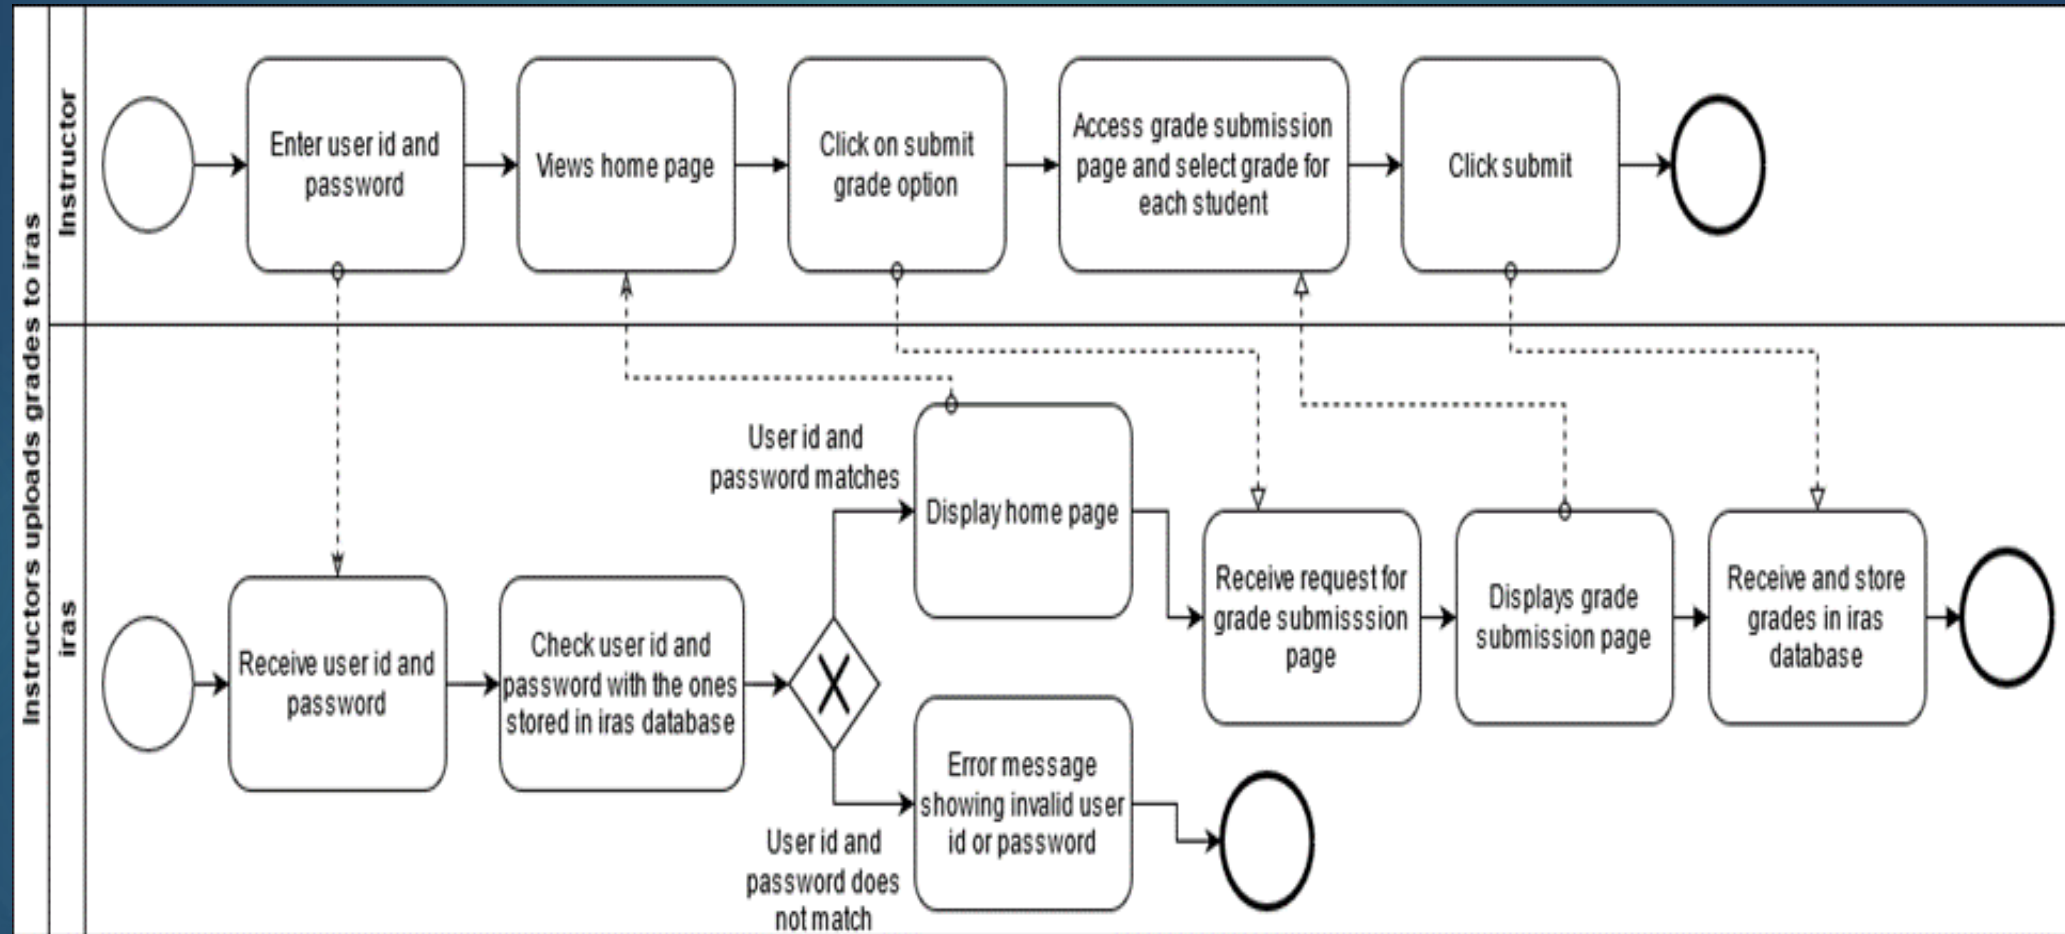 Instructors uploads grades to iras
Instructor
Enter user id and
password
Views home page
Click on submit
grade option
Access grade submission
page and select grade for
each student
Click submit
iras
Receive user id and
password
Check user id and
password with the ones
stored in iras database
User id and
password matches
Display home page
User id and
password does
not match
Error message
showing invalid user
id or password
Receive request for
grade submisssion
page
Displays grade
submission page
Receive and store
grades in iras
database